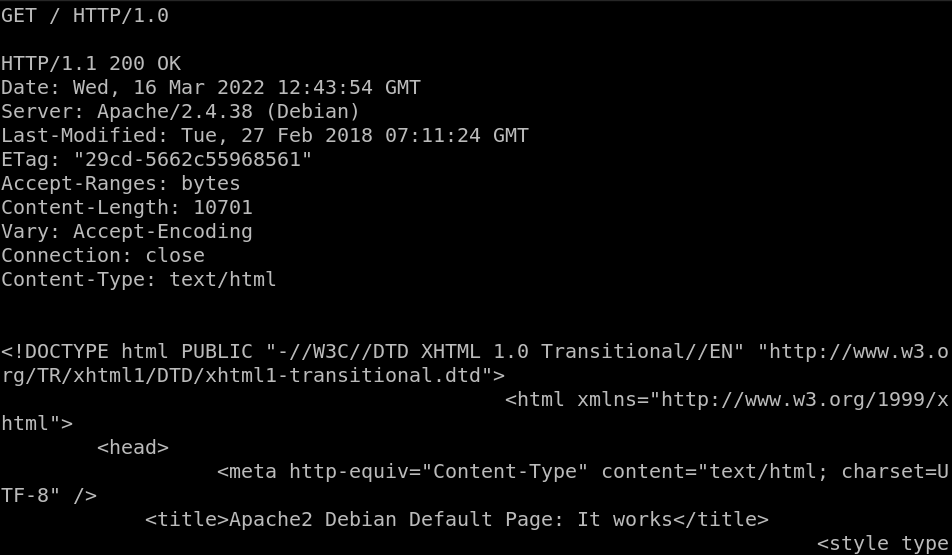 GET / HTTP/1.0
HTTP/1.1 200 OK
Date: Wed, 16 Mar 2022 12:43:54 GMT
Server: Apache/2.4.38 (Debian)
Last-Modified: Tue, 27 Feb 2018 07:11:24 GMT
ETag: "29cd-5662c55968561"
Accept-Ranges: bytes
Content-Length: 10701
Vary: Accept-Encoding
Connection: close
Content-Type: text/html
<!DOCTYPE html PUBLIC "-//W3C//DTD XHTML 1.0 Transitional//EN" "http://www.w3.o
rg/TR/xhtml1/DTD/xhtml1-transitional.dtd">
<html xmlns="http://www.w3.org/1999/x
html">
<head>
<meta http-equiv="Content-Type" content="text/html; charset=U
TF-8" />
<title>Apache2 Debian Default Page: It works</title>
<style type